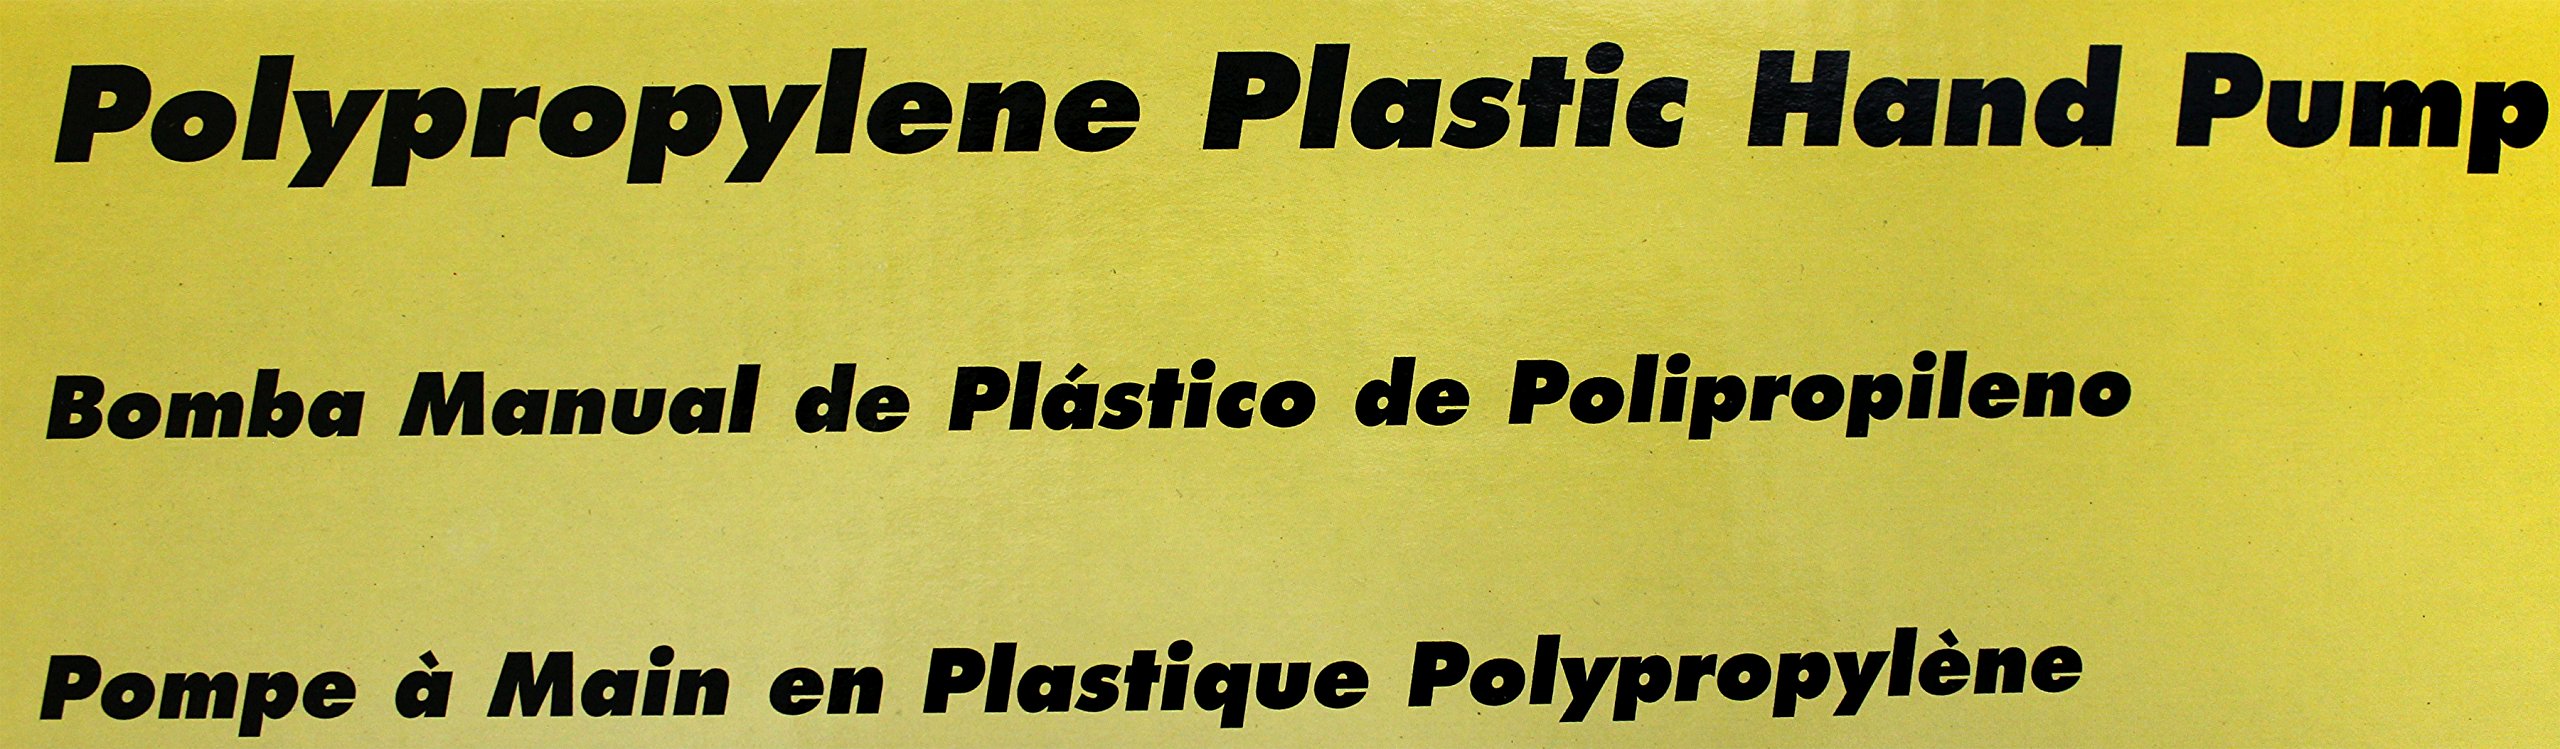 Polypropylene Plastic Hand Pump
Bomba Manual de Plástico de Polipropileno
Pompe à Main en Plastique Polypropylène